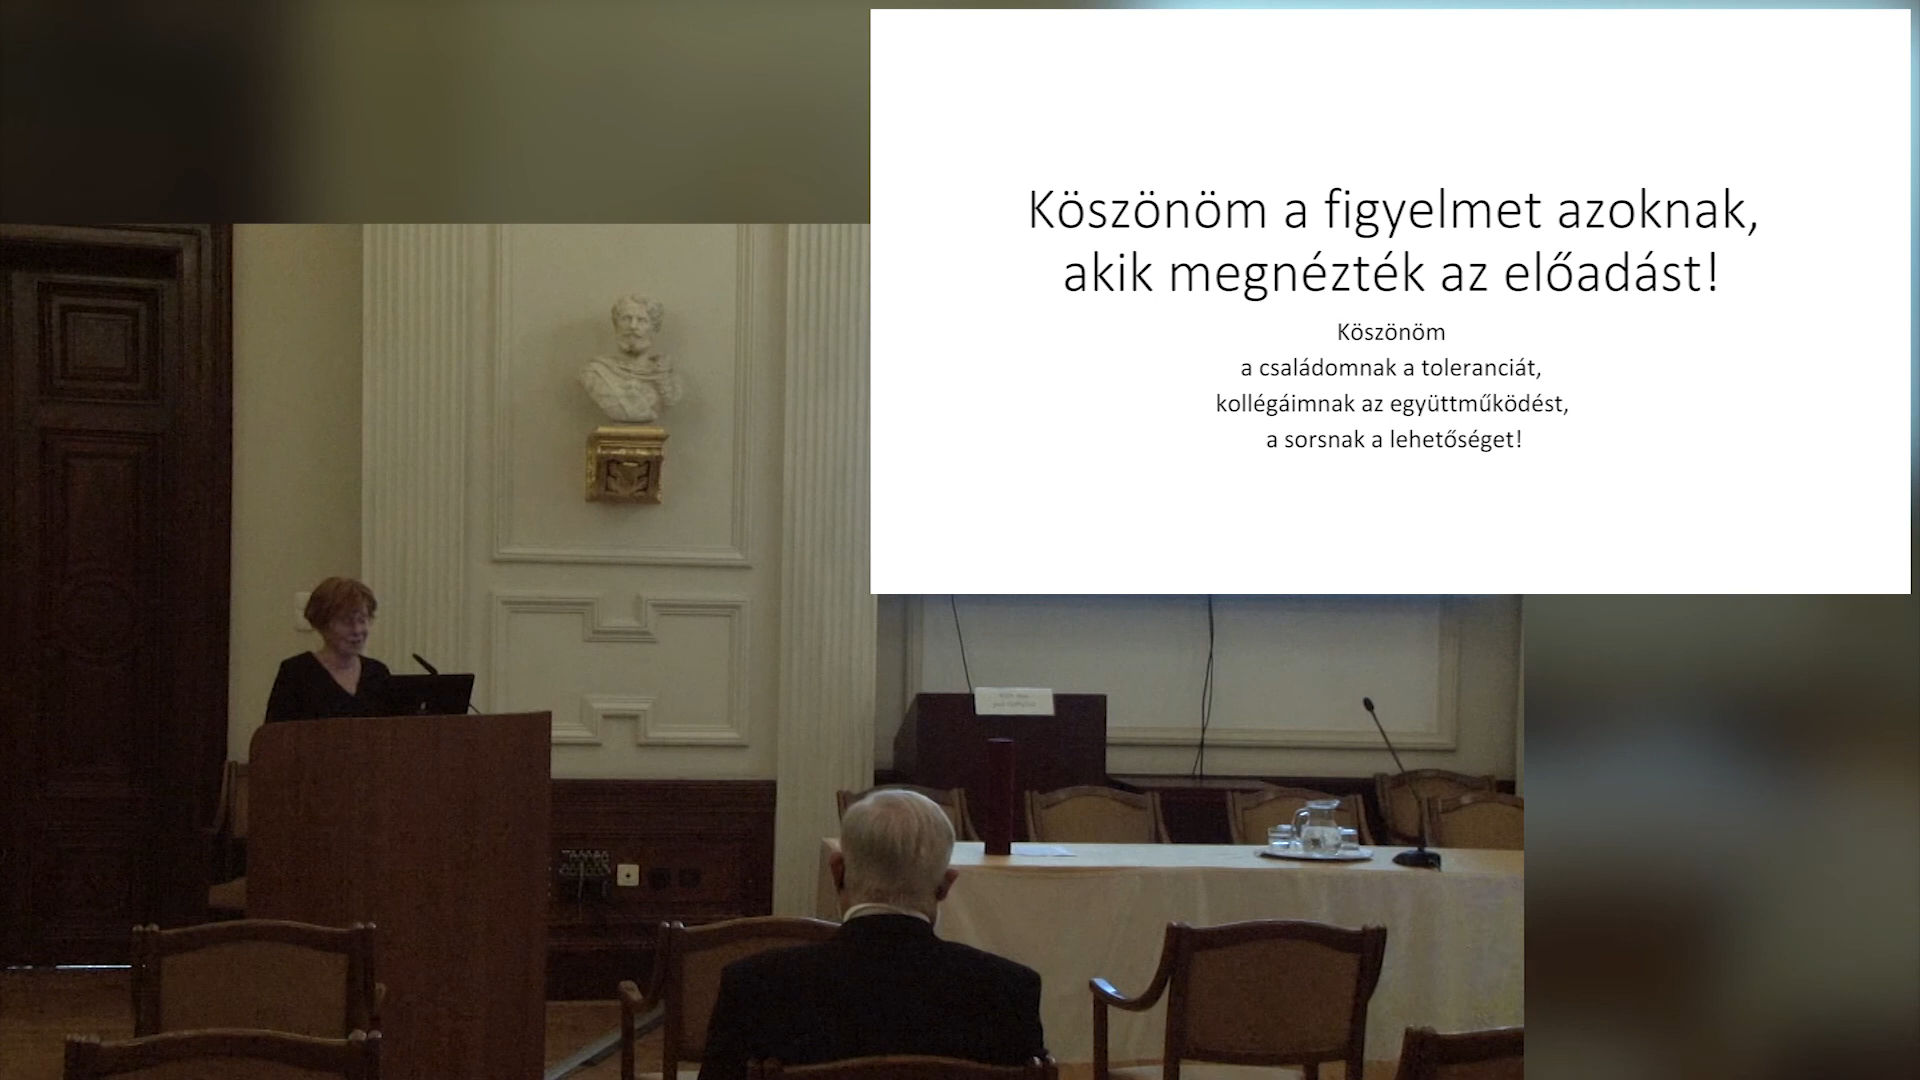 Köszönöm a figyelmet azoknak,
akik megnézték az előadást!
Köszönöm
a családomnak a toleranciát,
kollégáimnak az együttműködést,
a sorsnak a lehetőséget!